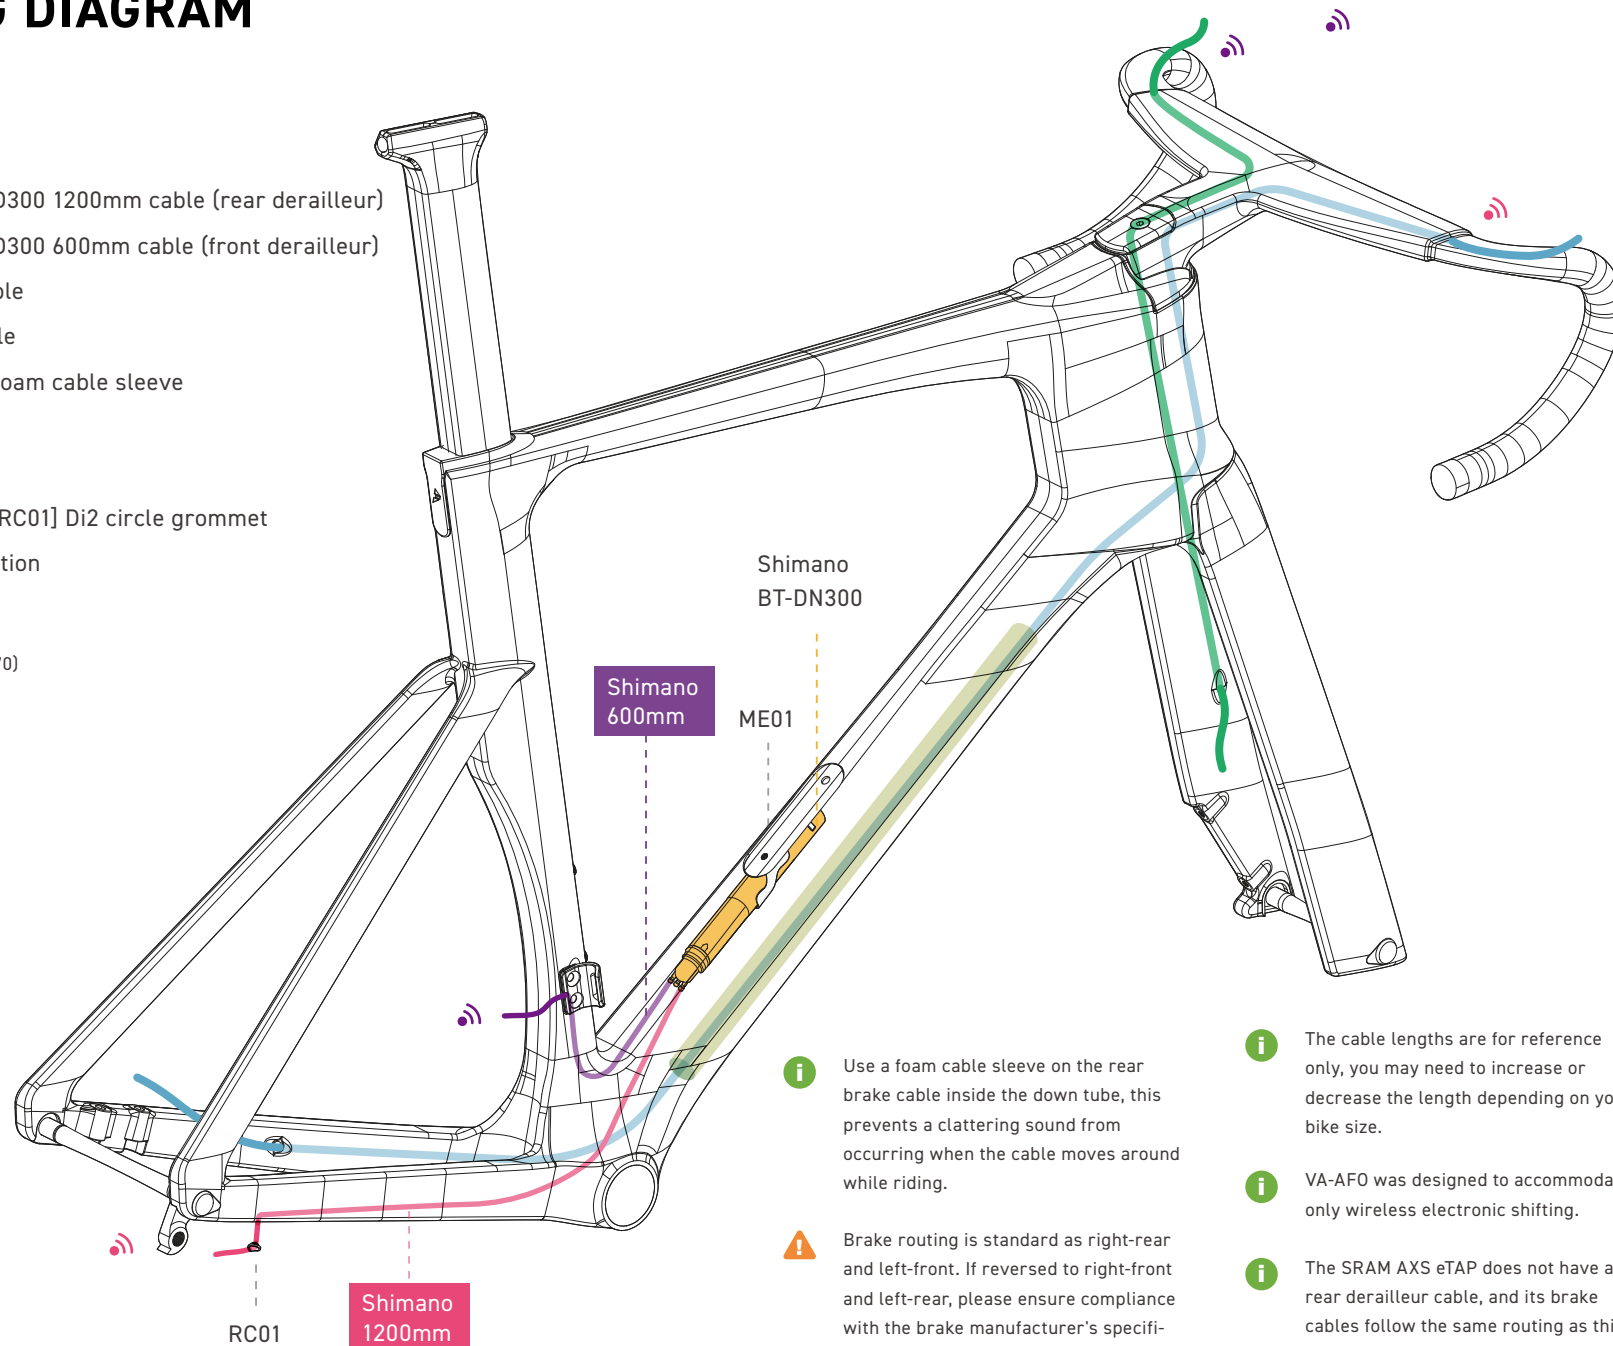 DIAGRAM
0300 1200mm cable (rear derailleur)
0300 600mm cable (front derailleur)
foam cable sleeve
[RC01] Di2 circle grommet
Shimano
BT-DN300
Shimano
600mm
ME01
RC01
Shimano
1200mm
Use a foam cable sleeve on the rear
brake cable inside the down tube, this
prevents a clattering sound from
occurring when the cable moves around
while riding.
Brake routing is standard as right-rear
and left-front. If reversed to right-front
and left-rear, please ensure compliance
with the brake manufacturer's specifi-
The cable lengths are for reference
only, you may need to increase or
decrease the length depending on yo
bike size.
VA-AFO was designed to accommoda
only wireless electronic shifting.
The SRAM AXS eTAP does not have a
rear derailleur cable, and its brake
cables follow the same routing as thi